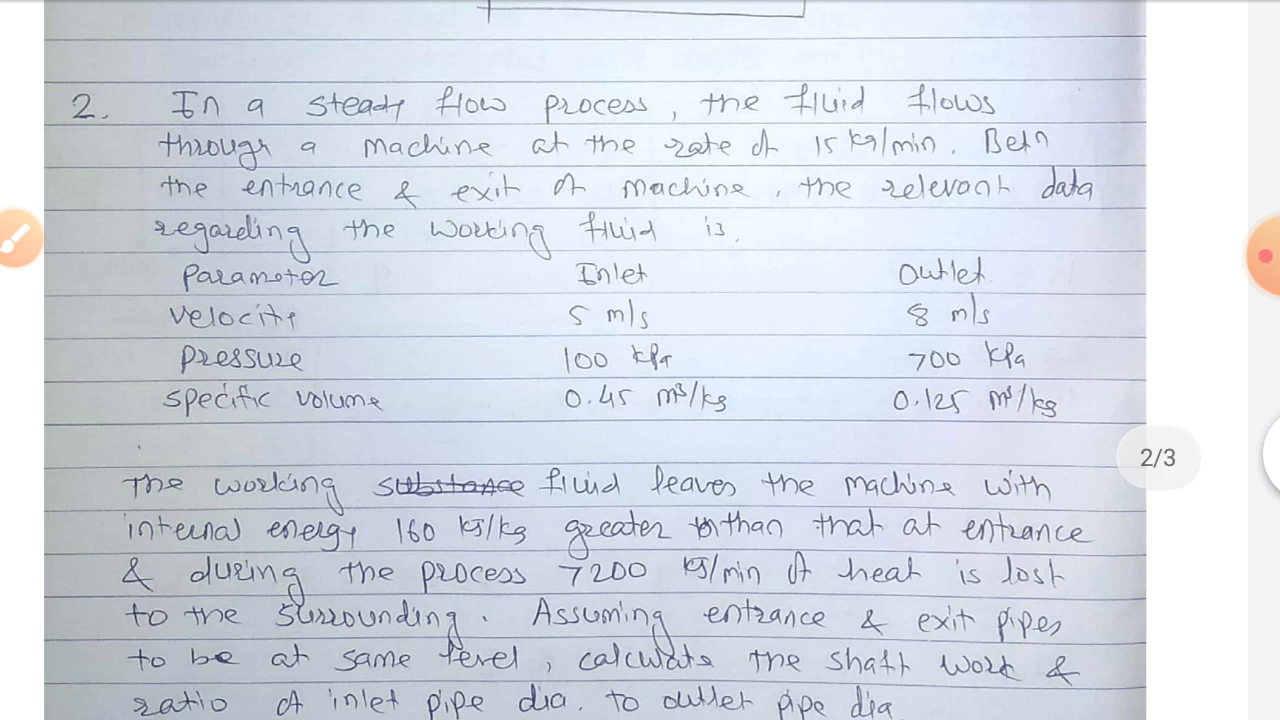 2. In a steady flow process, the fluid flows
through a machine at the rate of 15 kg/min. Betn
the entrance & exit of machine, the relevant data
regarding the working fluid is.
Parameter Inlet Outlet.
velocity 5 m/s 8 m/s
pressure 100 kPa 700 kPa
specific volume 0.45 m³/kg 0.125 m³/kg
2/3
The working substance fluid leaves the machine with
internal energy 160 kJ/kg greater than that at entrance
& during the process 7200 kJ/min of heat is lost
to the surrounding. Assuming entrance & exit pipes
to be at same level, calculate the shaft work &
ratio of inlet pipe dia. to outlet pipe dia.